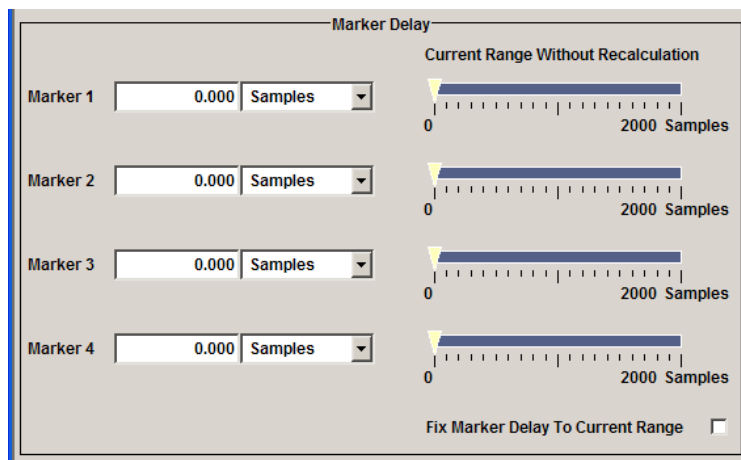 Marker Delay
Current Range Without Recalculation
Marker 1 0.000 Samples
0 2000 Samples
Marker 2 0.000 Samples
0 2000 Samples
Marker 3 0.000 Samples
0 2000 Samples
Marker 4 0.000 Samples
0 2000 Samples
Fix Marker Delay To Current Range